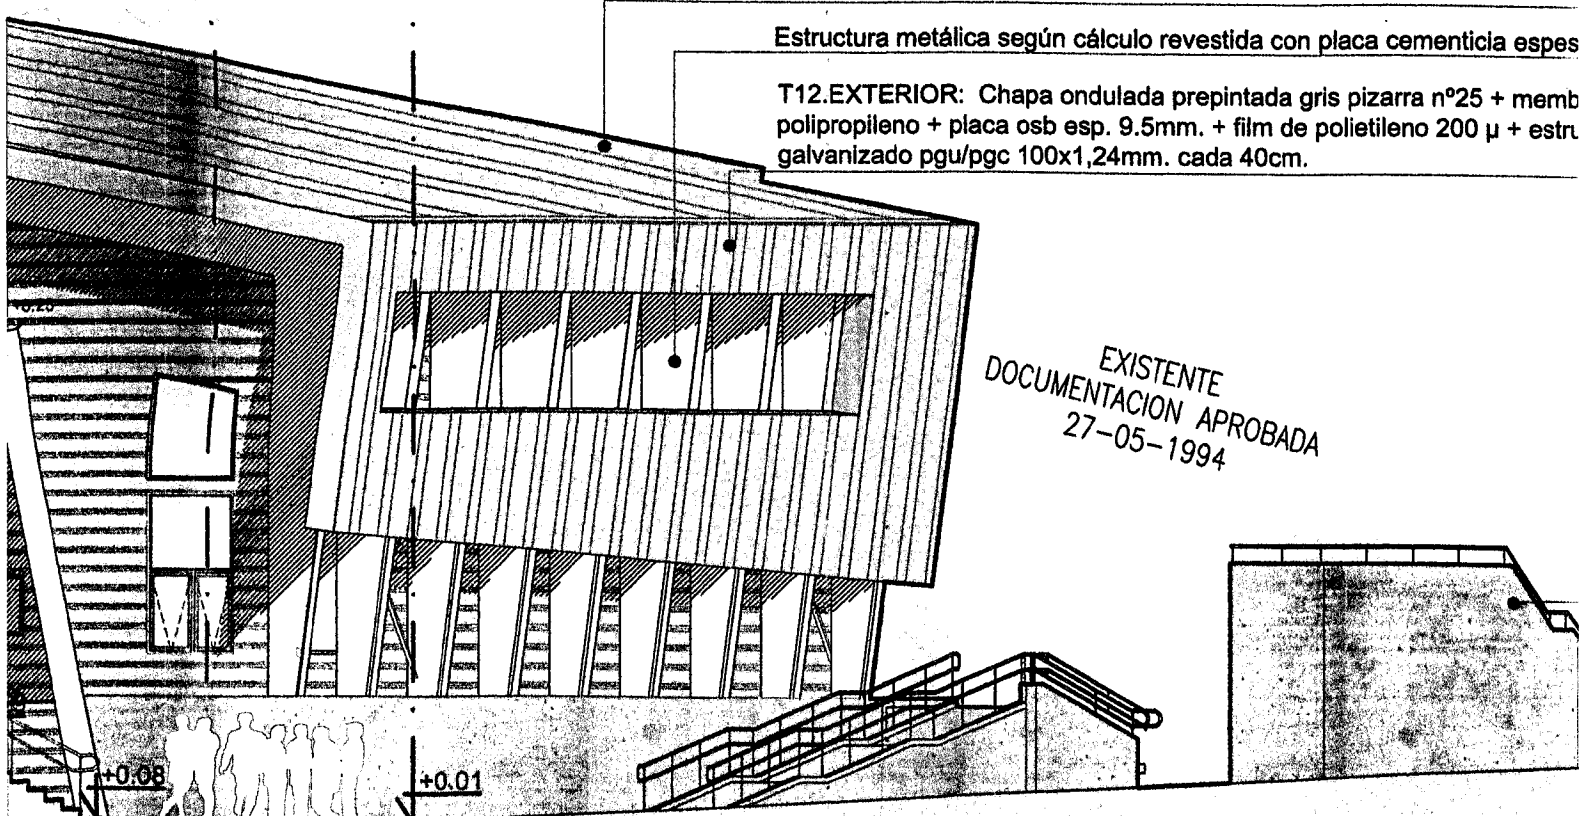 Estructura metálica según cálculo revestida con placa cementicia espes
T12.EXTERIOR: Chapa ondulada prepintada gris pizarra nº25 + memb
polipropileno + placa osb esp. 9.5mm. + film de polietileno 200 µ + estru
galvanizado pgu/pgc 100x1,24mm. cada 40cm.
EXISTENTE
DOCUMENTACION APROBADA
27-05-1994
+0.08
+0.01